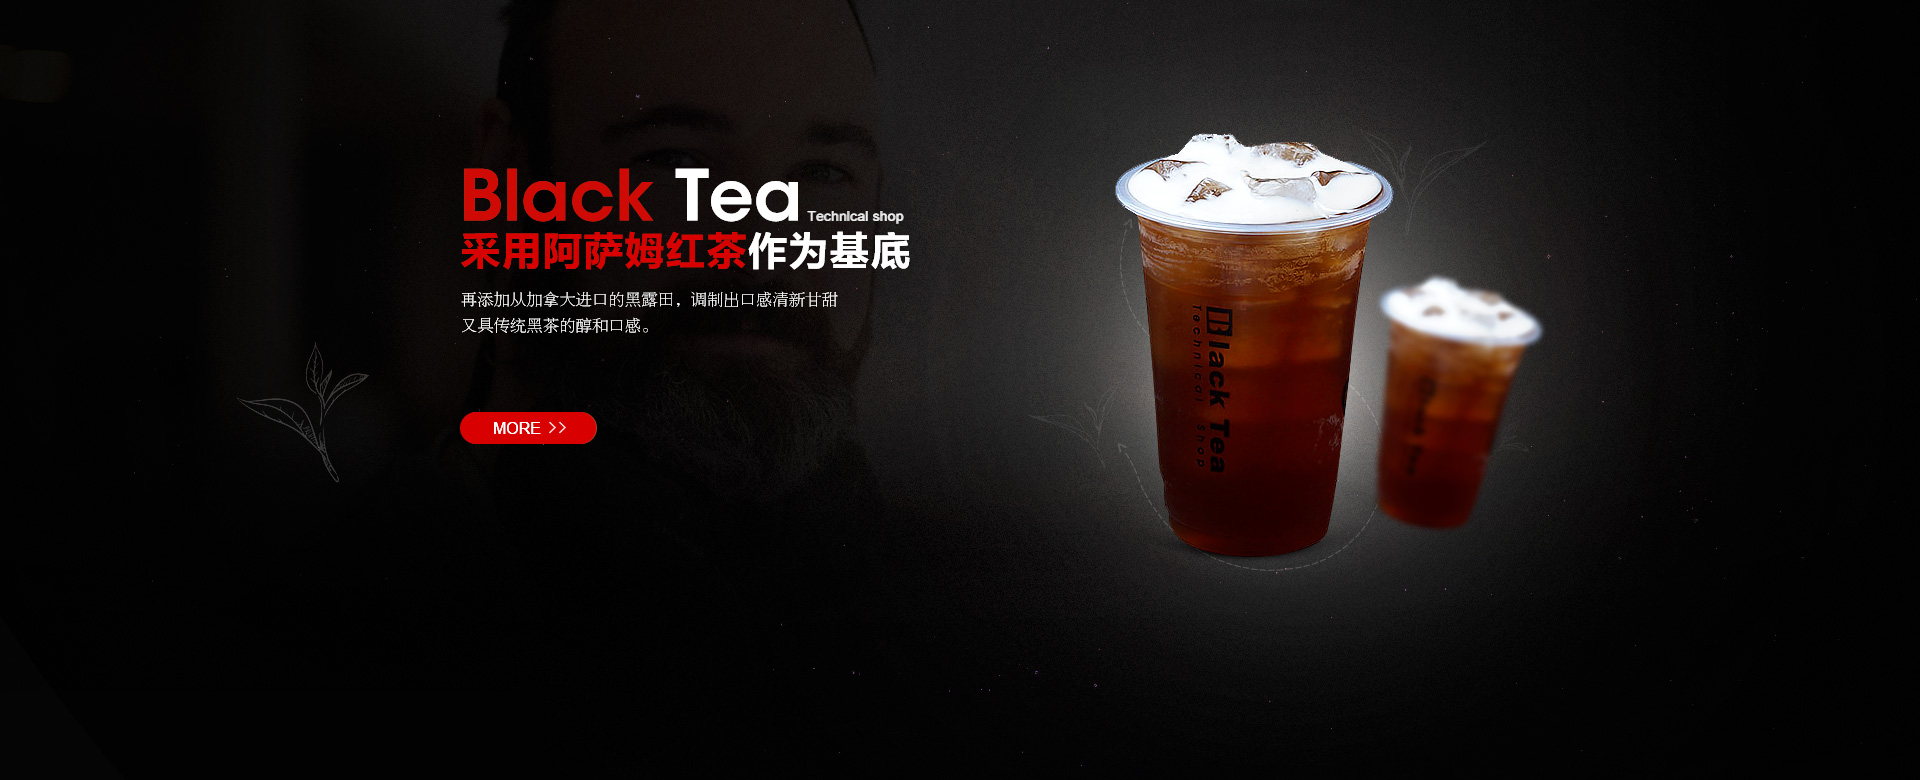 Black Tea Technical shop
采用阿萨姆红茶作为基底
再添加从加拿大进口的黑露田，调制出口感清新甘甜
又具传统黑茶的醇和口感。
MORE >>
Black Tea
Technical Shop